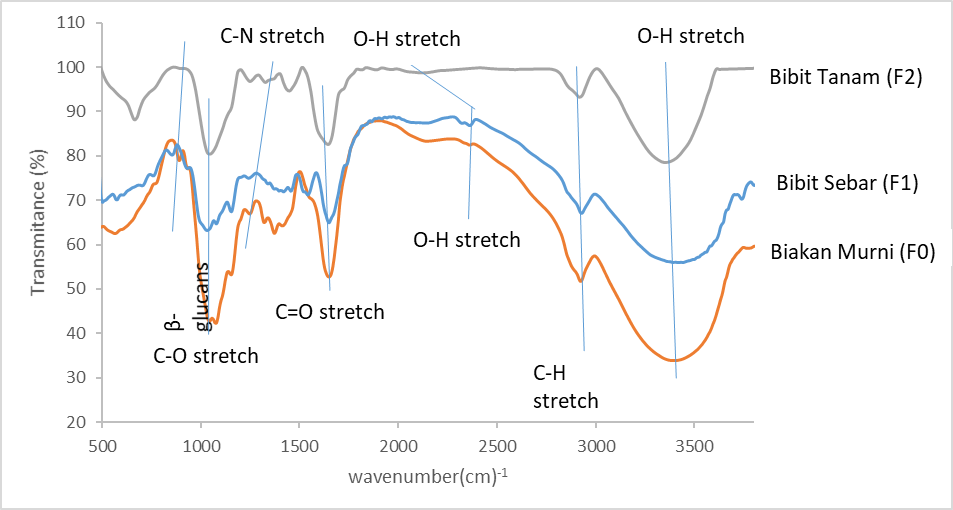 110
100
90
80
70
60
50
40
30
20
Transmitance (%)
500
1000
1500
2000
2500
3000
3500
wavenumber(cm)-1
C-N stretch
O-H stretch
O-H stretch
Bibit Tanam (F2)
Bibit Sebar (F1)
Biakan Murni (F0)
O-H stretch
β-
glucans
C=O stretch
C-O stretch
C-H
stretch